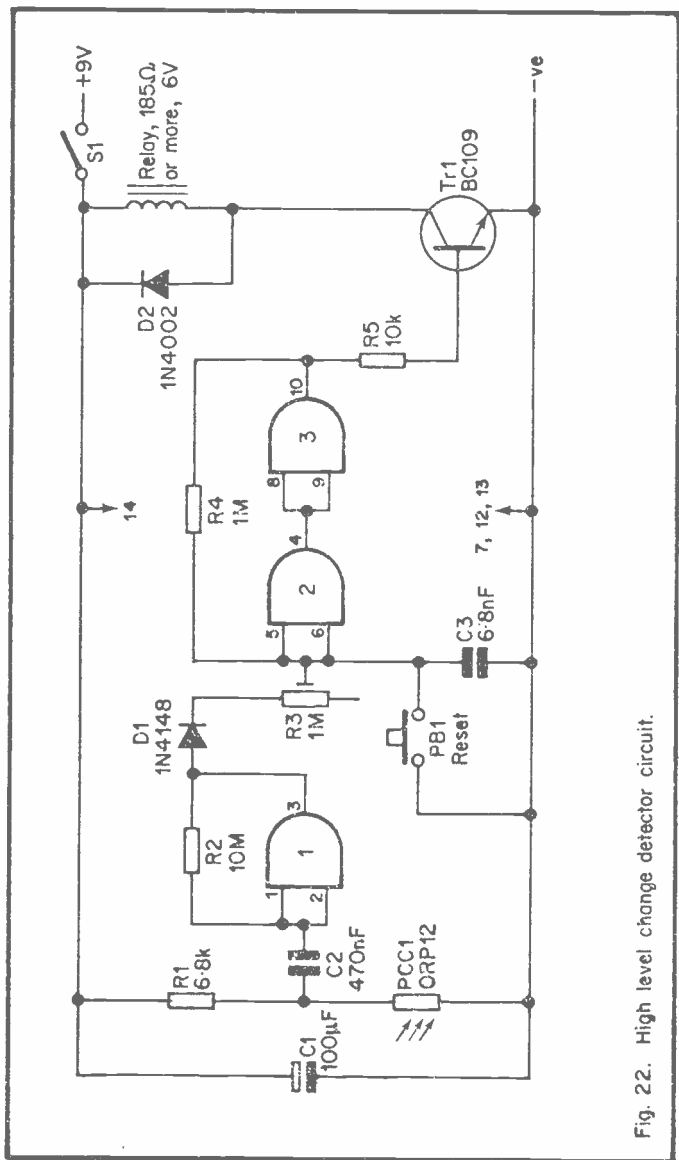 +9V
S1
Relay, 185Ω
or more, 6V
D2
1N4002
Tr1
BC109
−ve
R5
10k
10
3
8
9
R4
1M
14
4
2
5
6
7, 12, 13
C3
6·8nF
PB1
Reset
R3
1M
D1
1N4148
R2
10M
3
1
1
2
C2
470nF
R1
6·8k
PCC1
ORP12
C1
100µF
Fig. 22. High level change detector circuit.